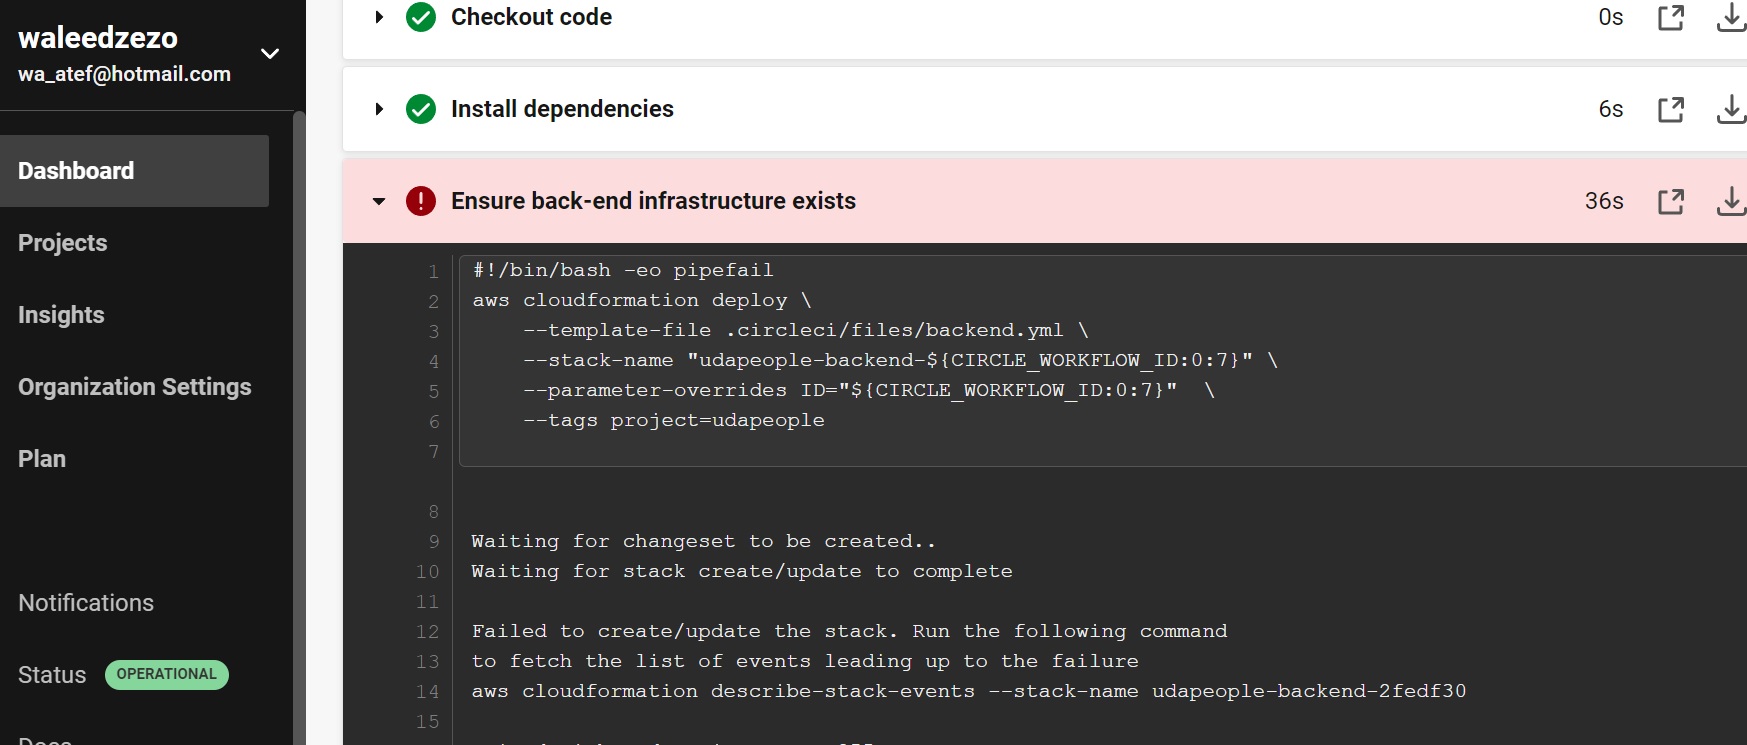 waleedzezo
wa_atef@hotmail.com
Dashboard
Projects
Insights
Organization Settings
Plan
Notifications
Status OPERATIONAL
Checkout code 0s
Install dependencies 6s
Ensure back-end infrastructure exists 36s
1 #!/bin/bash -eo pipefail
2 aws cloudformation deploy \
3 --template-file .circleci/files/backend.yml \
4 --stack-name "udapeople-backend-${CIRCLE_WORKFLOW_ID:0:7}" \
5 --parameter-overrides ID="${CIRCLE_WORKFLOW_ID:0:7}" \
6 --tags project=udapeople
7
8
9 Waiting for changeset to be created..
10 Waiting for stack create/update to complete
11
12 Failed to create/update the stack. Run the following command
13 to fetch the list of events leading up to the failure
14 aws cloudformation describe-stack-events --stack-name udapeople-backend-2fedf30
15